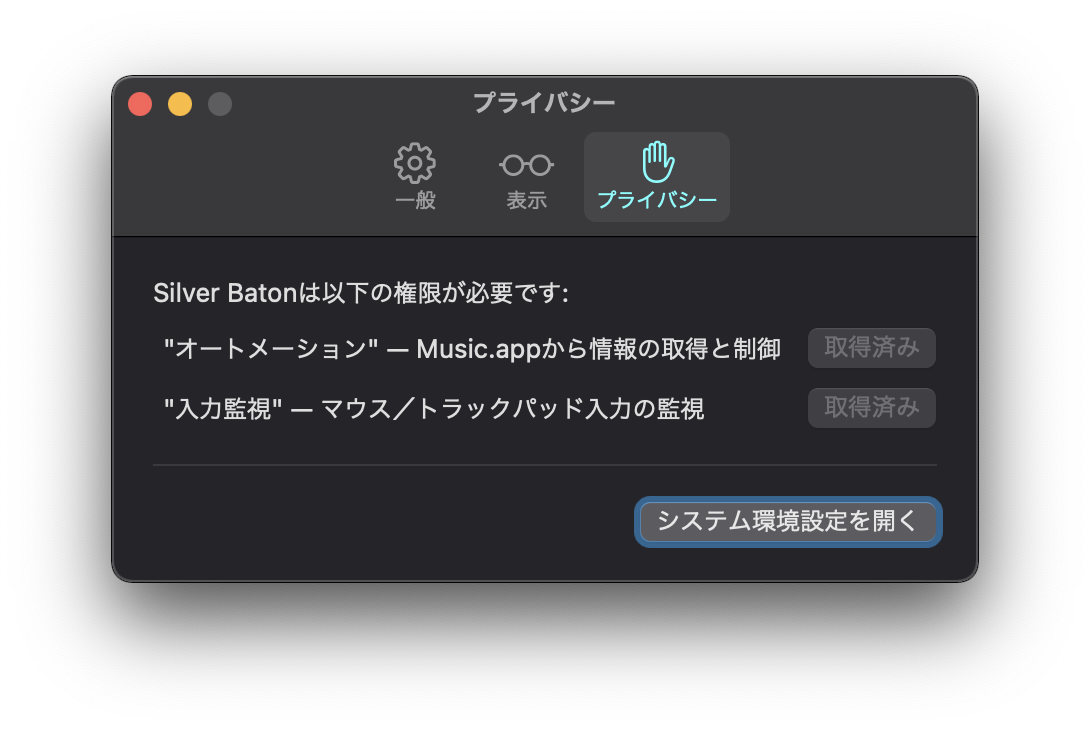 プライバシー
一般
表示
プライバシー
Silver Batonは以下の権限が必要です:
"オートメーション" — Music.appから情報の取得と制御
取得済み
"入力監視" — マウス／トラックパッド入力の監視
取得済み
システム環境設定を開く